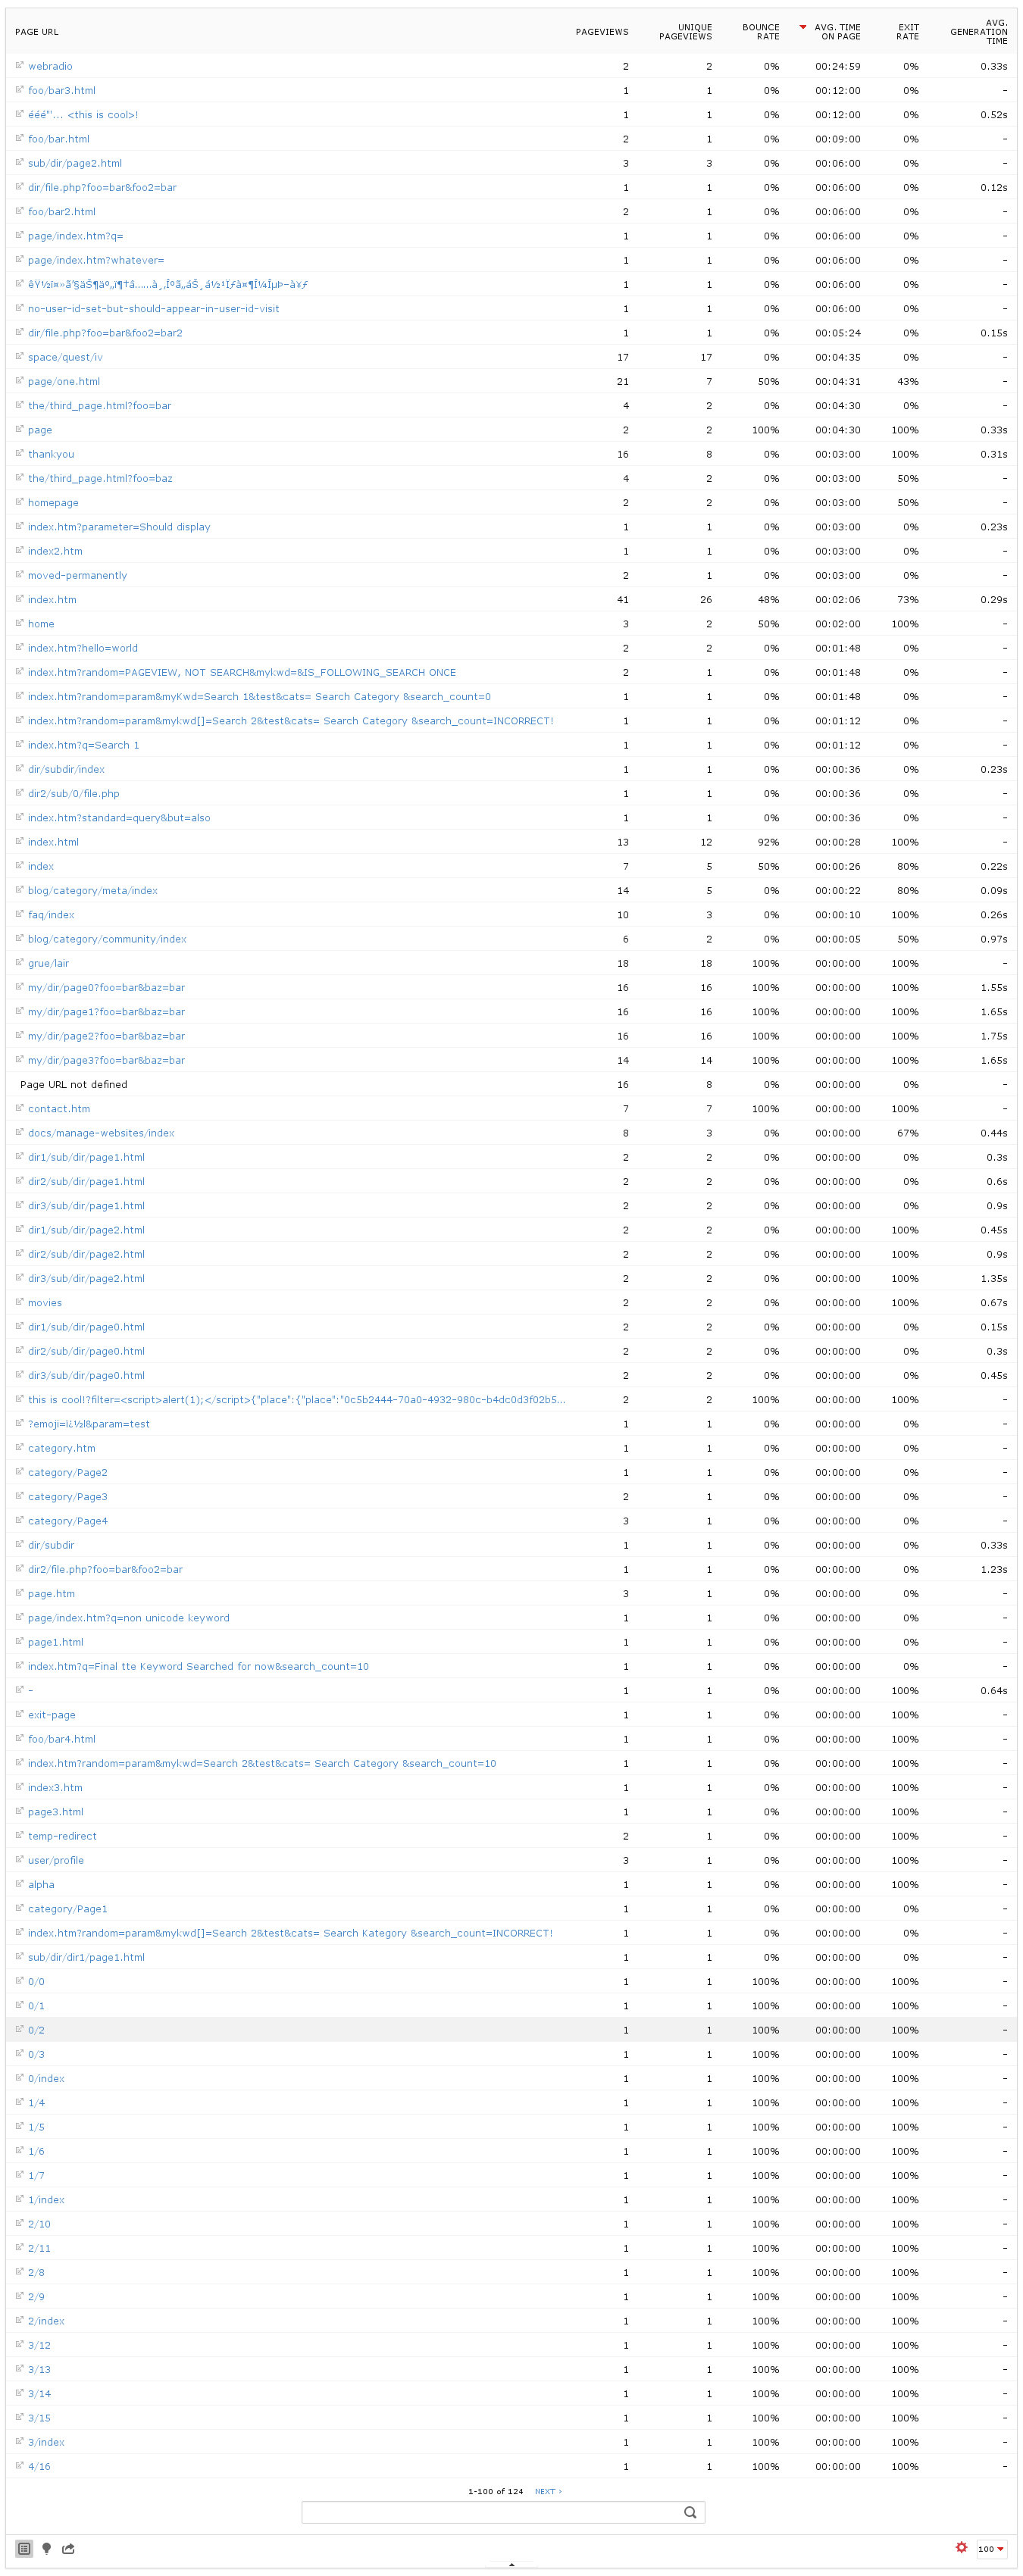 PAGE URL PAGEVIEWS UNIQUE PAGEVIEWS BOUNCE RATE AVG. TIME ON PAGE EXIT RATE AVG. GENERATION TIME
webradio 2 2 0% 00:24:59 0% 0.33s
foo/bar3.html 1 1 0% 00:12:00 0% -
ééé"'... <this is cool>! 1 1 0% 00:12:00 0% 0.52s
foo/bar.html 2 1 0% 00:09:00 0% -
sub/dir/page2.html 3 3 0% 00:06:00 0% -
dir/file.php?foo=bar&foo2=bar 1 1 0% 00:06:00 0% 0.12s
foo/bar2.html 2 1 0% 00:06:00 0% -
page/index.htm?q= 1 1 0% 00:06:00 0% -
page/index.htm?whatever= 1 1 0% 00:06:00 0% -
1 1 0% 00:06:00 0% -
no-user-id-set-but-should-appear-in-user-id-visit 1 1 0% 00:06:00 0% -
dir/file.php?foo=bar&foo2=bar2 1 1 0% 00:05:24 0% 0.15s
space/quest/iv 17 17 0% 00:04:35 0% -
page/one.html 21 7 50% 00:04:31 43% -
the/third_page.html?foo=bar 4 2 0% 00:04:30 0% -
page 2 2 100% 00:04:30 100% 0.33s
thankyou 16 8 0% 00:03:00 100% 0.31s
the/third_page.html?foo=baz 4 2 0% 00:03:00 50% -
homepage 2 2 0% 00:03:00 50% -
index.htm?parameter=Should display 1 1 0% 00:03:00 0% 0.23s
index2.htm 1 1 0% 00:03:00 0% -
moved-permanently 2 1 0% 00:03:00 0% -
index.htm 41 26 48% 00:02:06 73% 0.29s
home 3 2 50% 00:02:00 100% -
index.htm?hello=world 2 2 0% 00:01:48 0% -
index.htm?random=PAGEVIEW, NOT SEARCH&mykwd=&IS_FOLLOWING_SEARCH ONCE 2 1 0% 00:01:48 0% -
index.htm?random=param&myKwd=Search 1&test&cats= Search Category &search_count=0 1 1 0% 00:01:48 0% -
index.htm?random=param&mykwd[]=Search 2&test&cats= Search Category &search_count=INCORRECT! 1 1 0% 00:01:12 0% -
index.htm?q=Search 1 1 1 0% 00:01:12 0% -
dir/subdir/index 1 1 0% 00:00:36 0% 0.23s
dir2/sub/0/file.php 1 1 0% 00:00:36 0% -
index.htm?standard=query&but=also 1 1 0% 00:00:36 0% -
index.html 13 12 92% 00:00:28 100% -
index 7 5 50% 00:00:26 80% 0.22s
blog/category/meta/index 14 5 0% 00:00:22 80% 0.09s
faq/index 10 3 0% 00:00:10 100% 0.26s
blog/category/community/index 6 2 0% 00:00:05 50% 0.97s
grue/lair 18 18 100% 00:00:00 100% -
my/dir/page0?foo=bar&baz=bar 16 16 100% 00:00:00 100% 1.55s
my/dir/page1?foo=bar&baz=bar 16 16 100% 00:00:00 100% 1.65s
my/dir/page2?foo=bar&baz=bar 16 16 100% 00:00:00 100% 1.75s
my/dir/page3?foo=bar&baz=bar 14 14 100% 00:00:00 100% 1.65s
Page URL not defined 16 8 0% 00:00:00 0% -
contact.htm 7 7 100% 00:00:00 100% -
docs/manage-websites/index 8 3 0% 00:00:00 67% 0.44s
dir1/sub/dir/page1.html 2 2 0% 00:00:00 0% 0.3s
dir2/sub/dir/page1.html 2 2 0% 00:00:00 0% 0.6s
dir3/sub/dir/page1.html 2 2 0% 00:00:00 0% 0.9s
dir1/sub/dir/page2.html 2 2 0% 00:00:00 100% 0.45s
dir2/sub/dir/page2.html 2 2 0% 00:00:00 100% 0.9s
dir3/sub/dir/page2.html 2 2 0% 00:00:00 100% 1.35s
movies 2 2 0% 00:00:00 100% 0.67s
dir1/sub/dir/page0.html 2 2 0% 00:00:00 0% 0.15s
dir2/sub/dir/page0.html 2 2 0% 00:00:00 0% 0.3s
dir3/sub/dir/page0.html 2 2 0% 00:00:00 0% 0.45s
this is cool!?filter=<script>alert(1);</script>{"place":{"place":"0c5b2444-70a0-4932-980c-b4dc0d3f02b5... 2 2 100% 00:00:00 100% -
?emoji=ï¿½l&param=test 1 1 0% 00:00:00 0% -
category.htm 1 1 0% 00:00:00 0% -
category/Page2 1 1 0% 00:00:00 0% -
category/Page3 2 1 0% 00:00:00 0% -
category/Page4 3 1 0% 00:00:00 0% -
dir/subdir 1 1 0% 00:00:00 0% 0.33s
dir2/file.php?foo=bar&foo2=bar 1 1 0% 00:00:00 0% 1.23s
page.htm 3 1 0% 00:00:00 0% -
page/index.htm?q=non unicode keyword 1 1 0% 00:00:00 0% -
page1.html 1 1 0% 00:00:00 0% -
index.htm?q=Final tte Keyword Searched for now&search_count=10 1 1 0% 00:00:00 0% -
- 1 1 0% 00:00:00 100% 0.64s
exit-page 1 1 0% 00:00:00 100% -
foo/bar4.html 1 1 0% 00:00:00 100% -
index.htm?random=param&mykwd=Search 2&test&cats= Search Category &search_count=10 1 1 0% 00:00:00 100% -
index3.htm 1 1 0% 00:00:00 100% -
page3.html 1 1 0% 00:00:00 100% -
temp-redirect 2 1 0% 00:00:00 100% -
user/profile 3 1 0% 00:00:00 100% -
alpha 1 1 0% 00:00:00 100% -
category/Page1 1 1 0% 00:00:00 0% -
index.htm?random=param&mykwd[]=Search 2&test&cats= Search Kategory &search_count=INCORRECT! 1 1 0% 00:00:00 0% -
sub/dir/dir1/page1.html 1 1 0% 00:00:00 0% -
0/0 1 1 100% 00:00:00 100% -
0/1 1 1 100% 00:00:00 100% -
0/2 1 1 100% 00:00:00 100% -
0/3 1 1 100% 00:00:00 100% -
0/index 1 1 100% 00:00:00 100% -
1/4 1 1 100% 00:00:00 100% -
1/5 1 1 100% 00:00:00 100% -
1/6 1 1 100% 00:00:00 100% -
1/7 1 1 100% 00:00:00 100% -
1/index 1 1 100% 00:00:00 100% -
2/10 1 1 100% 00:00:00 100% -
2/11 1 1 100% 00:00:00 100% -
2/8 1 1 100% 00:00:00 100% -
2/9 1 1 100% 00:00:00 100% -
2/index 1 1 100% 00:00:00 100% -
3/12 1 1 100% 00:00:00 100% -
3/13 1 1 100% 00:00:00 100% -
3/14 1 1 100% 00:00:00 100% -
3/15 1 1 100% 00:00:00 100% -
3/index 1 1 100% 00:00:00 100% -
4/16 1 1 100% 00:00:00 100% -
1-100 of 124 NEXT ›
100